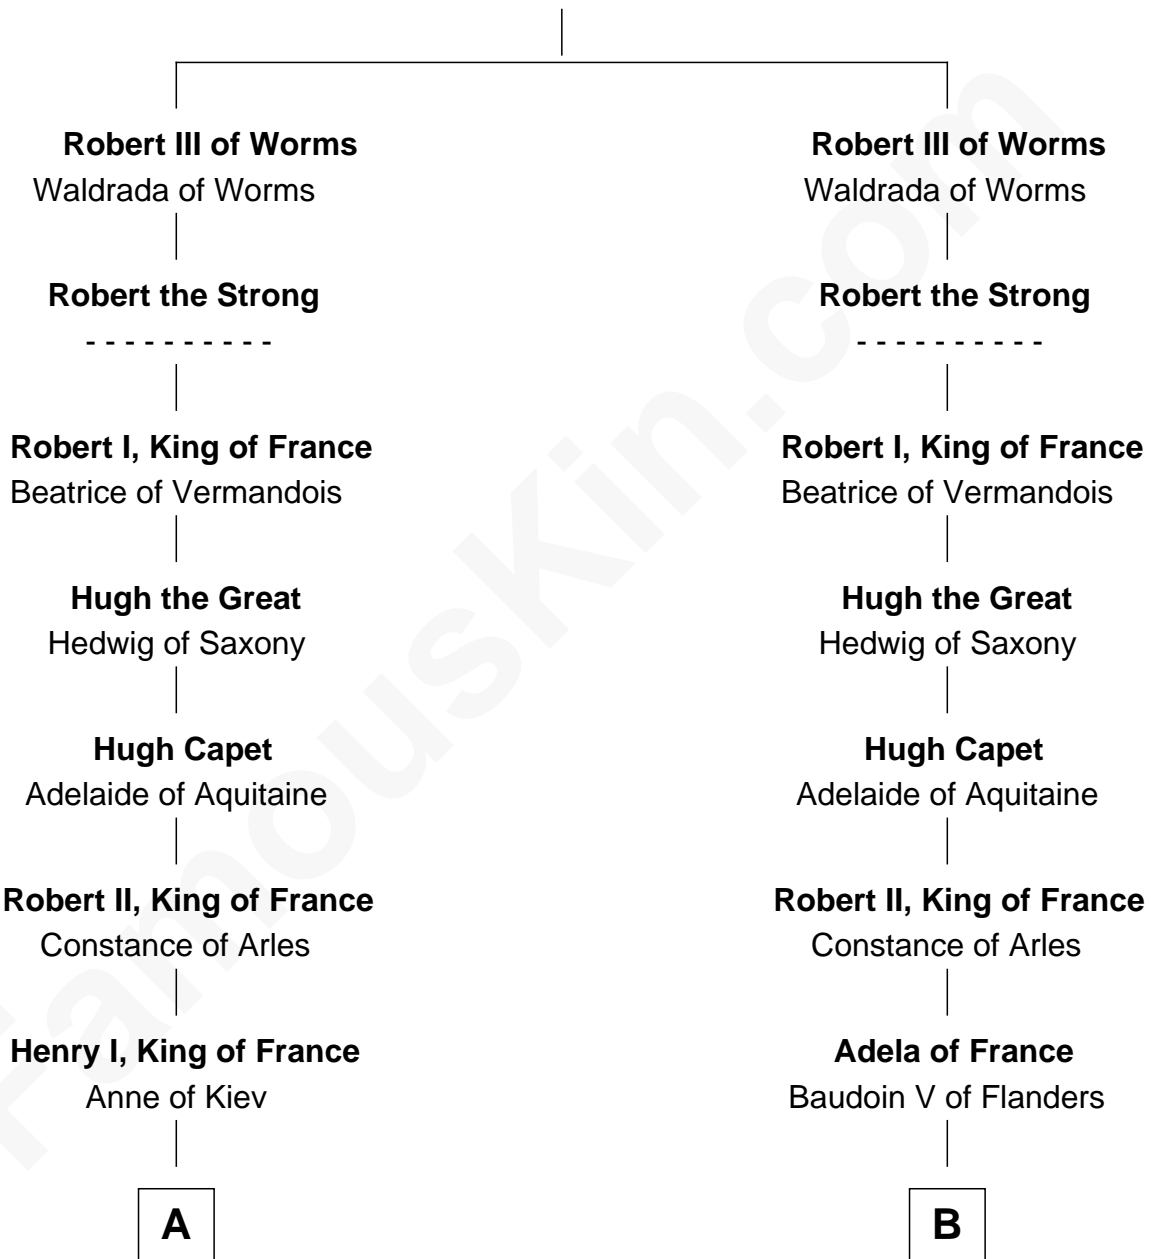 Robert III of Worms
Waldrada of Worms
Robert the Strong
- - - - - - - - - -
Robert I, King of France
Beatrice of Vermandois
Hugh the Great
Hedwig of Saxony
Hugh Capet
Adelaide of Aquitaine
Robert II, King of France
Constance of Arles
Henry I, King of France
Anne of Kiev
A
Robert III of Worms
Waldrada of Worms
Robert the Strong
- - - - - - - - - -
Robert I, King of France
Beatrice of Vermandois
Hugh the Great
Hedwig of Saxony
Hugh Capet
Adelaide of Aquitaine
Robert II, King of France
Constance of Arles
Adela of France
Baudoin V of Flanders
B
FamousKin.com